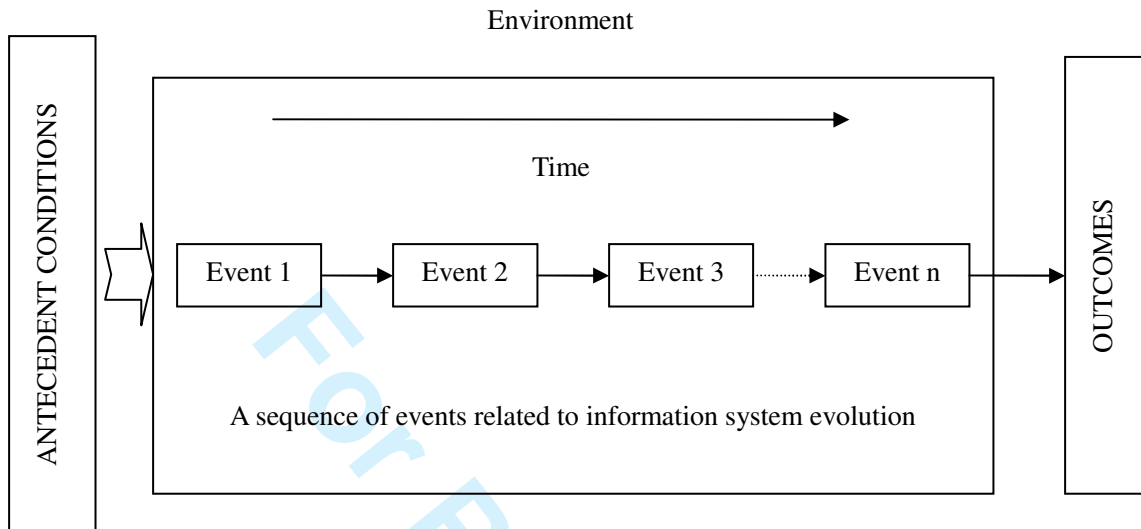 Environment
ANTECEDENT CONDITIONS
Time
Event 1
Event 2
Event 3
Event n
A sequence of events related to information system evolution
OUTCOMES
For